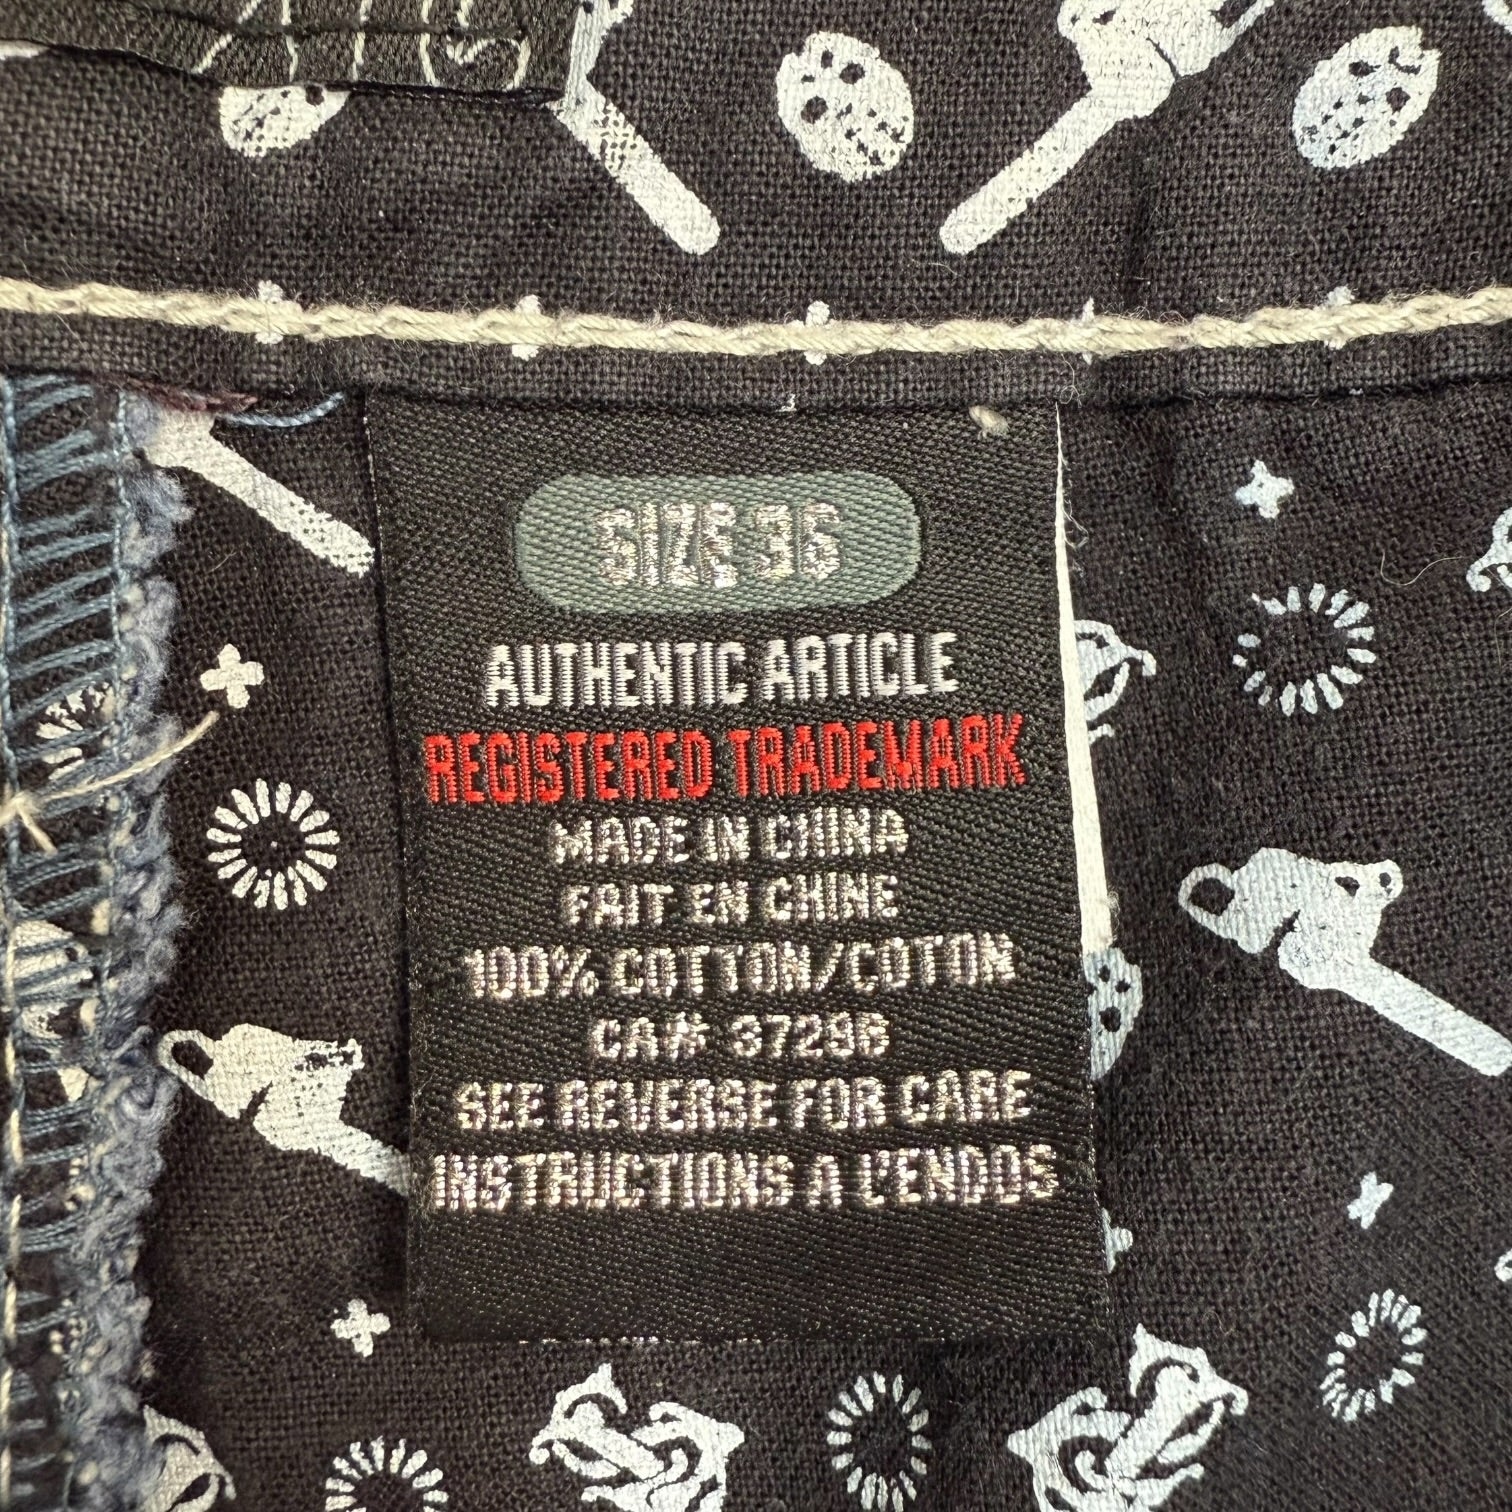 SIZE 36
AUTHENTIC ARTICLE
REGISTERED TRADEMARK
MADE IN CHINA
FAIT EN CHINE
100% COTTON/COTON
CA# 37298
SEE REVERSE FOR CARE
INSTRUCTIONS A L'ENDOS